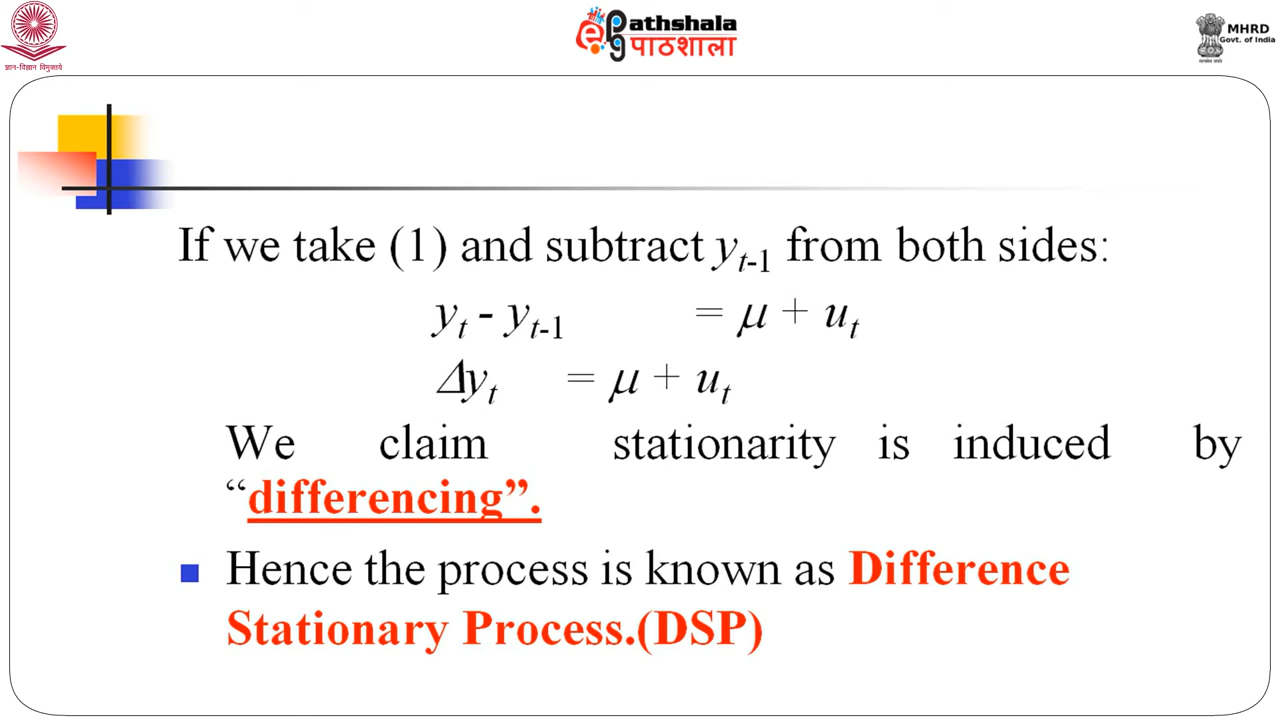 ज्ञान-विज्ञान विमुक्तये
e Pathshala
pg पाठशाला
MHRD
Govt. of India
If we take (1) and subtract yt-1 from both sides:
yt - yt-1 = μ + ut
Δyt = μ + ut
We claim stationarity is induced by
“differencing”.
Hence the process is known as Difference
Stationary Process.(DSP)